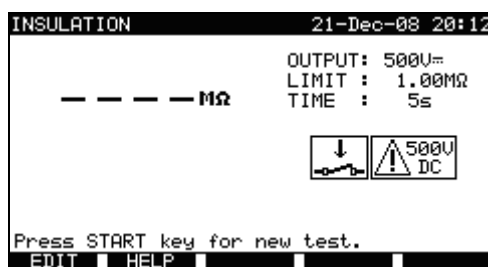 INSULATION 21-Dec-08 20:12
OUTPUT: 500V⎓
LIMIT : 1.00MΩ
TIME : 5s
– – – – MΩ
500V
DC
Press START key for new test.
EDIT HELP